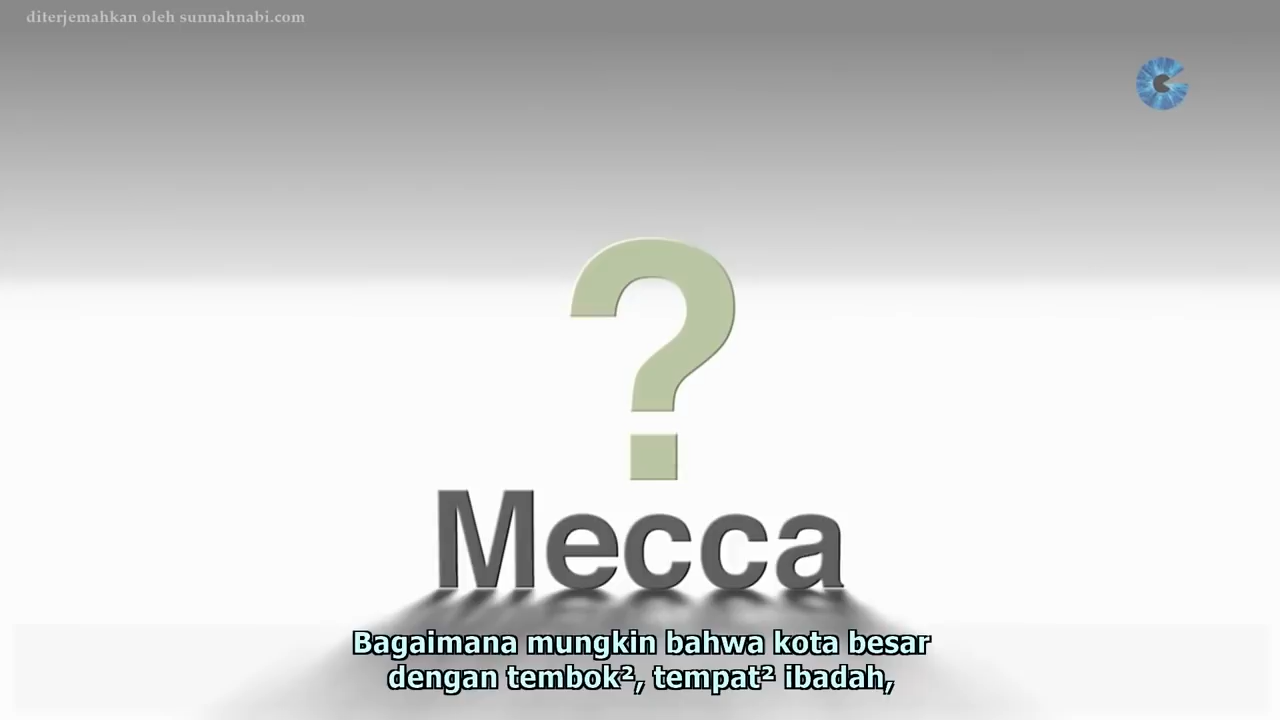 diterjemahkan oleh sunnahnabi.com
?
Mecca
Bagaimana mungkin bahwa kota besar
dengan tembok², tempat² ibadah,